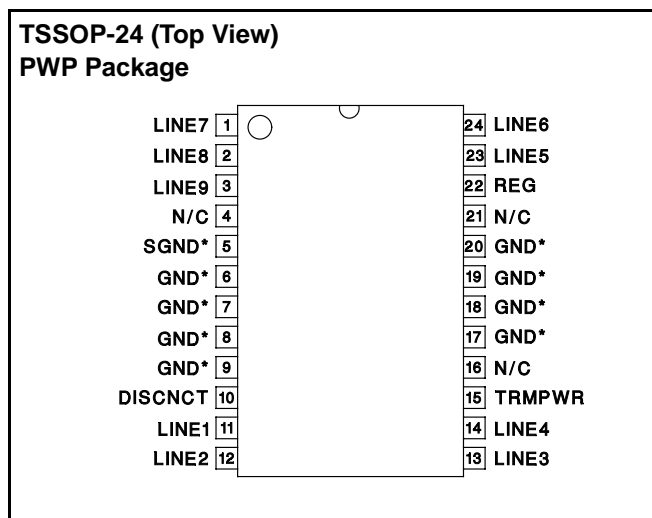 TSSOP-24 (Top View)
PWP Package
LINE7 1
LINE8 2
LINE9 3
N/C 4
SGND* 5
GND* 6
GND* 7
GND* 8
GND* 9
DISCNCT 10
LINE1 11
LINE2 12
24 LINE6
23 LINE5
22 REG
21 N/C
20 GND*
19 GND*
18 GND*
17 GND*
16 N/C
15 TRMPWR
14 LINE4
13 LINE3